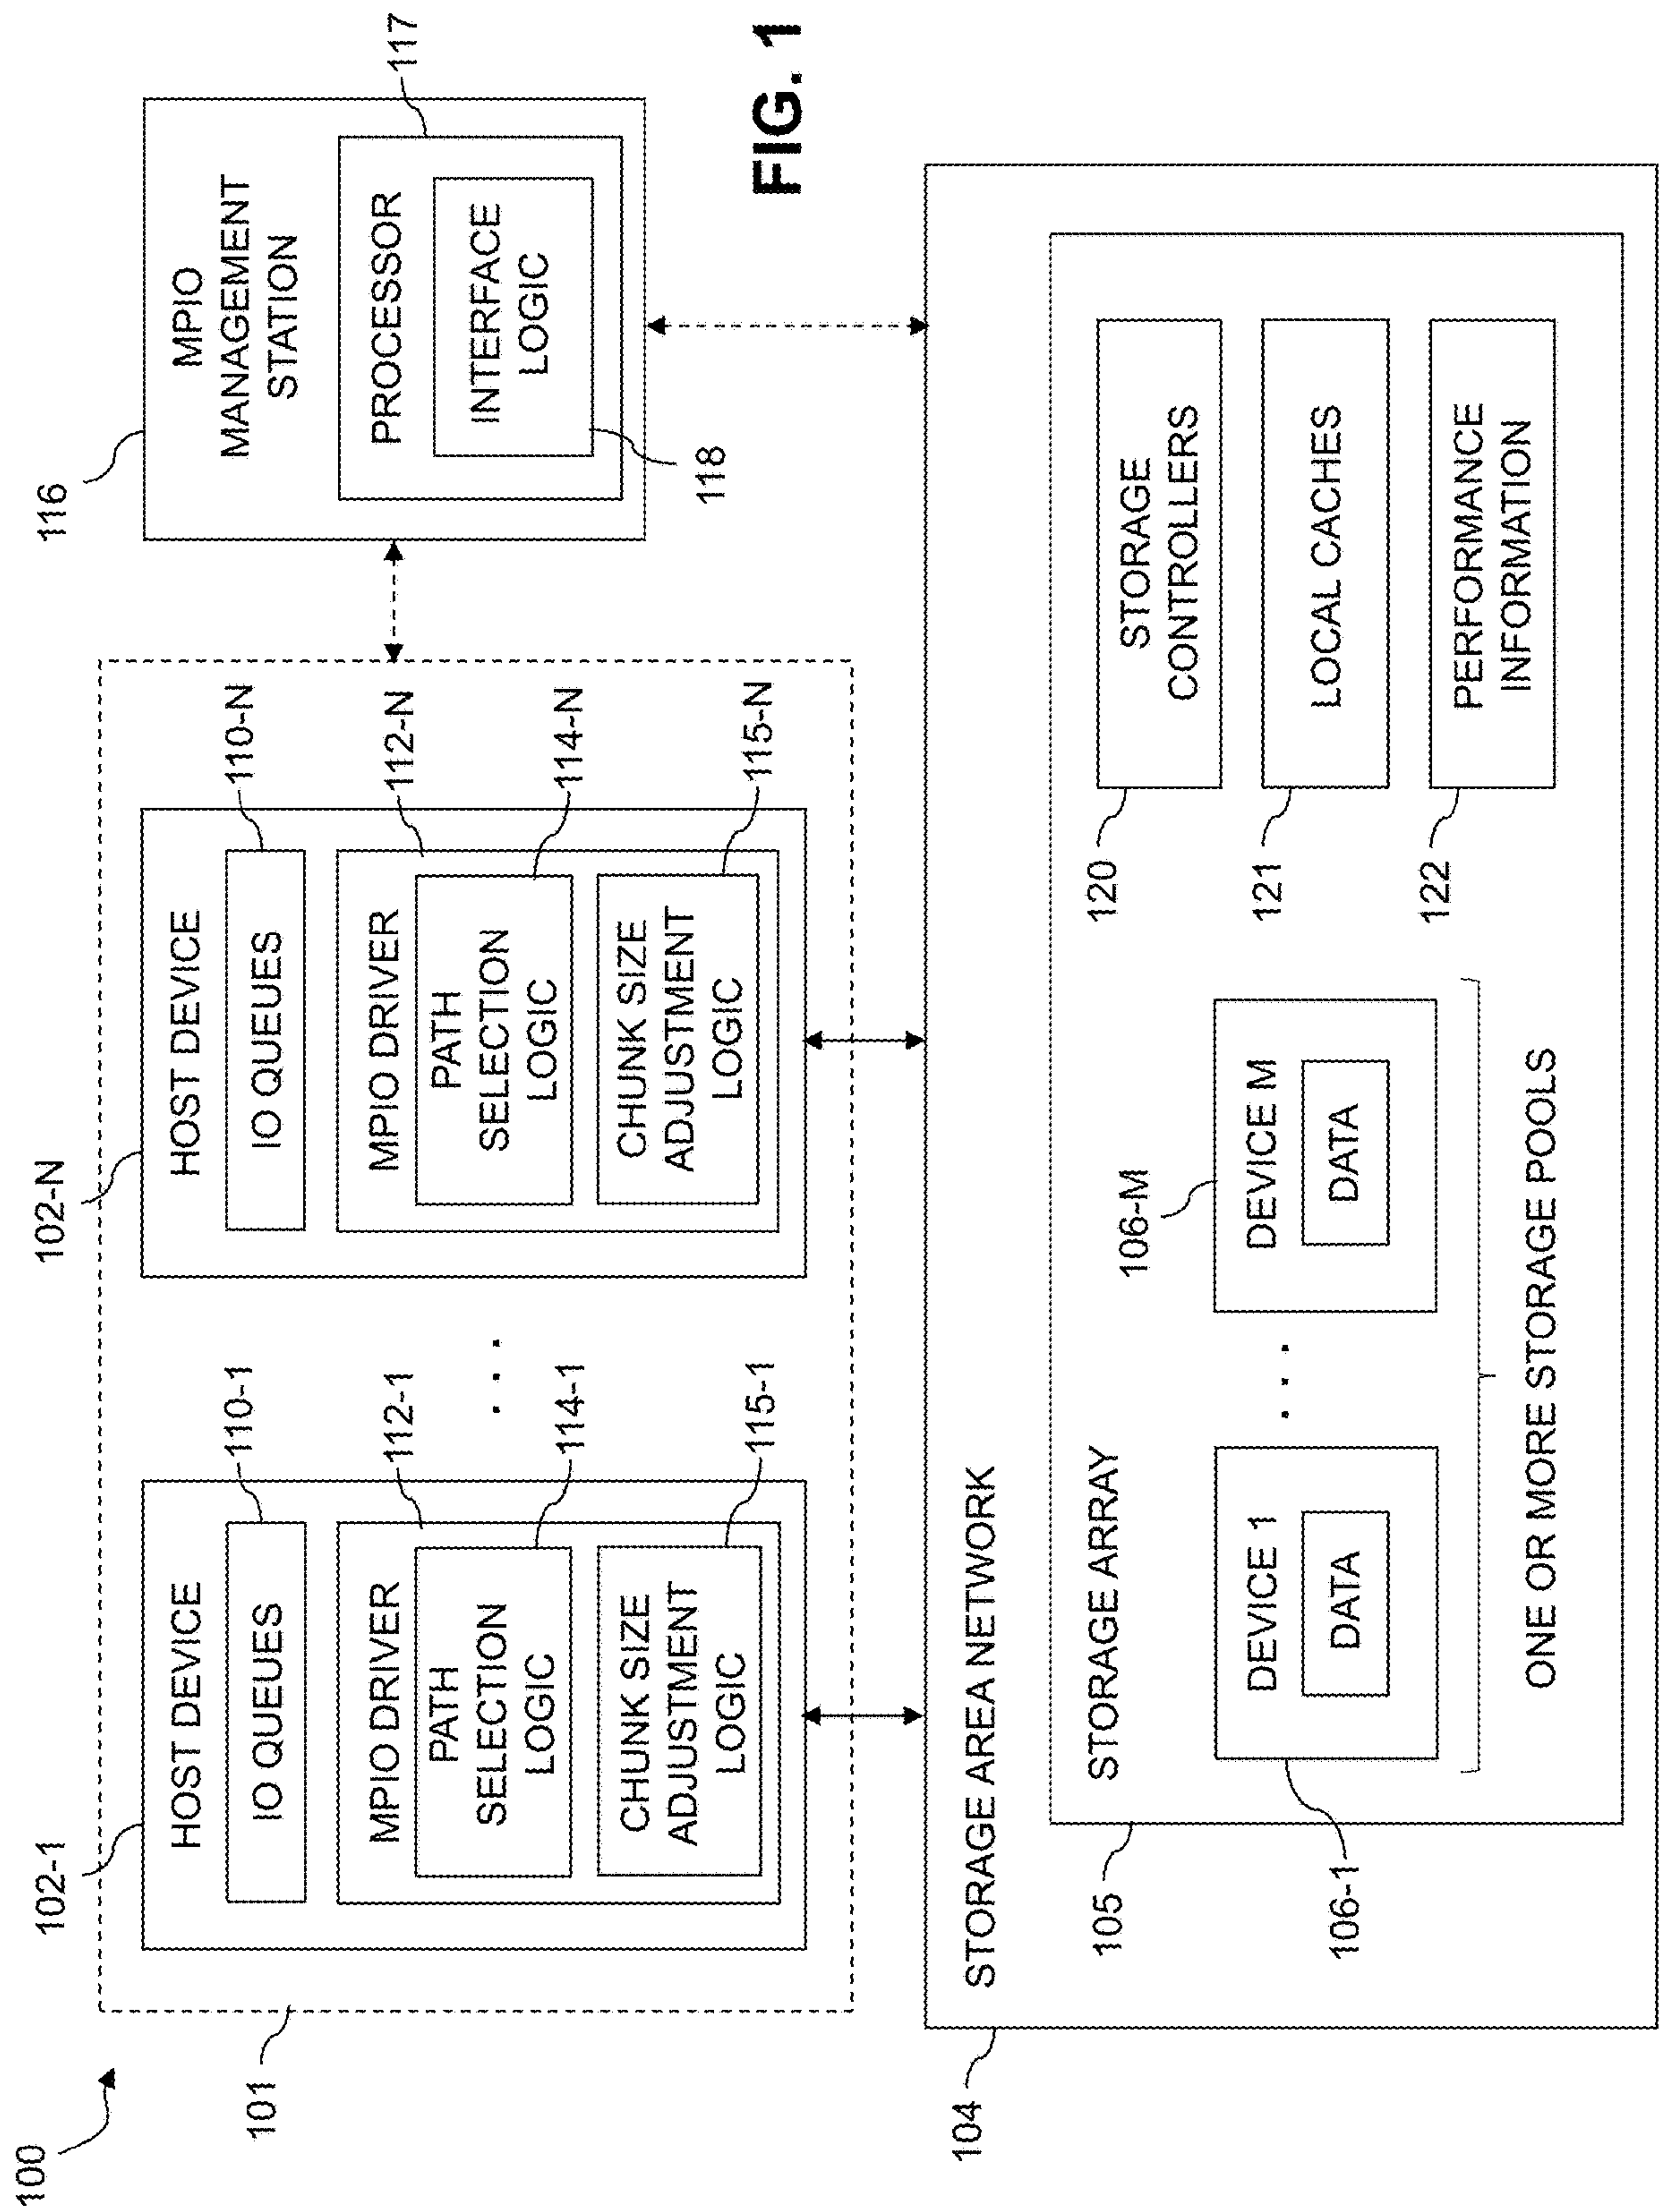 100
101
102-1
HOST DEVICE
110-1
IO QUEUES
112-1
MPIO DRIVER
114-1
PATH
SELECTION
LOGIC
115-1
CHUNK SIZE
ADJUSTMENT
LOGIC
. . .
102-N
HOST DEVICE
110-N
IO QUEUES
112-N
MPIO DRIVER
114-N
PATH
SELECTION
LOGIC
115-N
CHUNK SIZE
ADJUSTMENT
LOGIC
116
MPIO
MANAGEMENT
STATION
117
PROCESSOR
INTERFACE
LOGIC
118
104
STORAGE AREA NETWORK
105
STORAGE ARRAY
106-1
DEVICE 1
DATA
. . .
106-M
DEVICE M
DATA
ONE OR MORE STORAGE POOLS
120
STORAGE
CONTROLLERS
121
LOCAL CACHES
122
PERFORMANCE
INFORMATION
FIG. 1